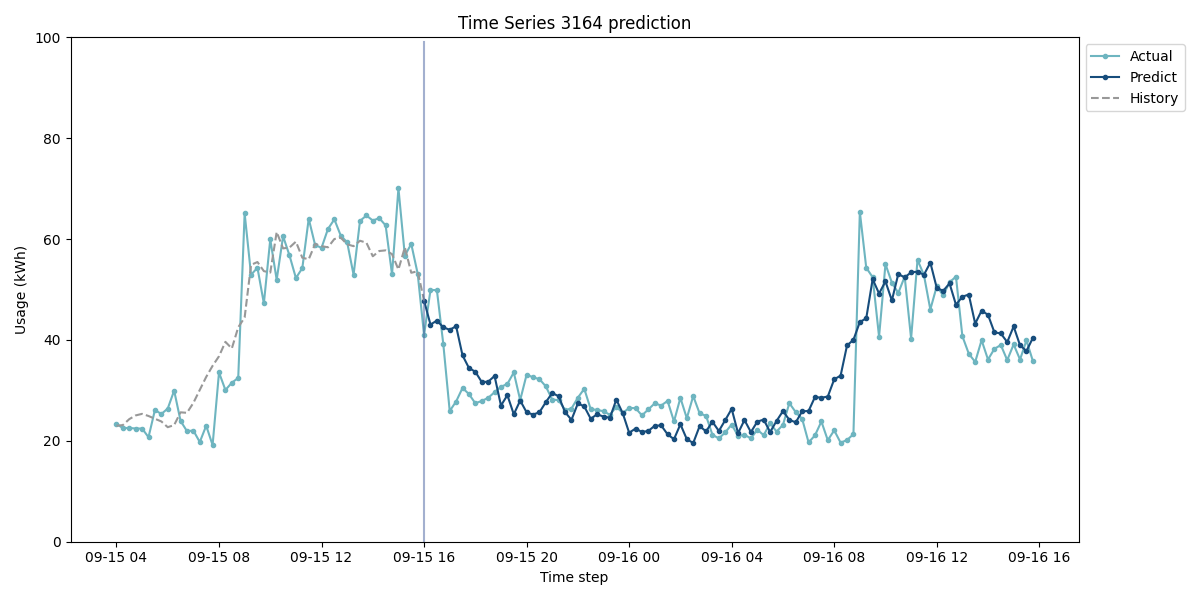 Time Series 3164 prediction
100
80
60
40
20
0
Usage (kWh)
09-15 04
09-15 08
09-15 12
09-15 16
09-15 20
09-16 00
09-16 04
09-16 08
09-16 12
09-16 16
Time step
Actual
Predict
History